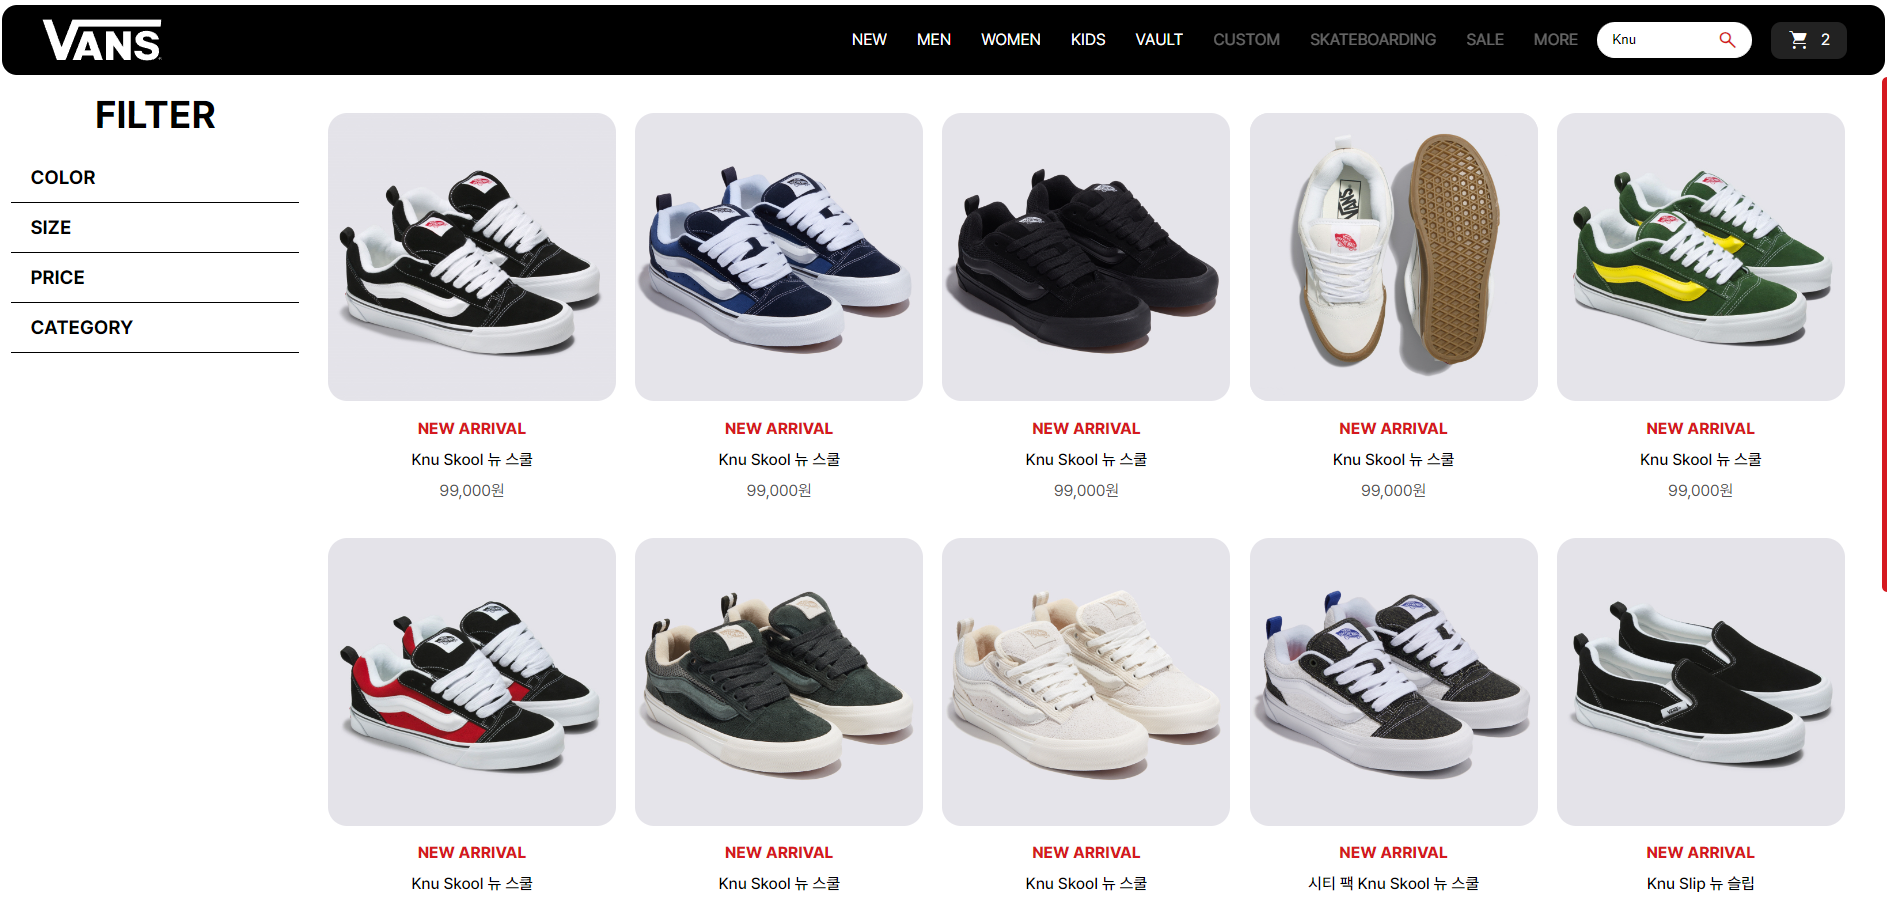 VANS
NEW MEN WOMEN KIDS VAULT CUSTOM SKATEBOARDING SALE MORE Knu 2
FILTER
COLOR
SIZE
PRICE
CATEGORY
VANS
NEW ARRIVAL NEW ARRIVAL NEW ARRIVAL NEW ARRIVAL NEW ARRIVAL
Knu Skool 뉴 스쿨 Knu Skool 뉴 스쿨 Knu Skool 뉴 스쿨 Knu Skool 뉴 스쿨 Knu Skool 뉴 스쿨
99,000원 99,000원 99,000원 99,000원 99,000원
NEW ARRIVAL NEW ARRIVAL NEW ARRIVAL NEW ARRIVAL NEW ARRIVAL
Knu Skool 뉴 스쿨 Knu Skool 뉴 스쿨 Knu Skool 뉴 스쿨 시티 팩 Knu Skool 뉴 스쿨 Knu Slip 뉴 슬립